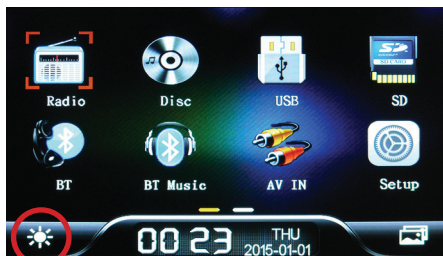 Radio Disc USB SD
BT BT Music AV IN Setup
00 23 THU
2015-01-01